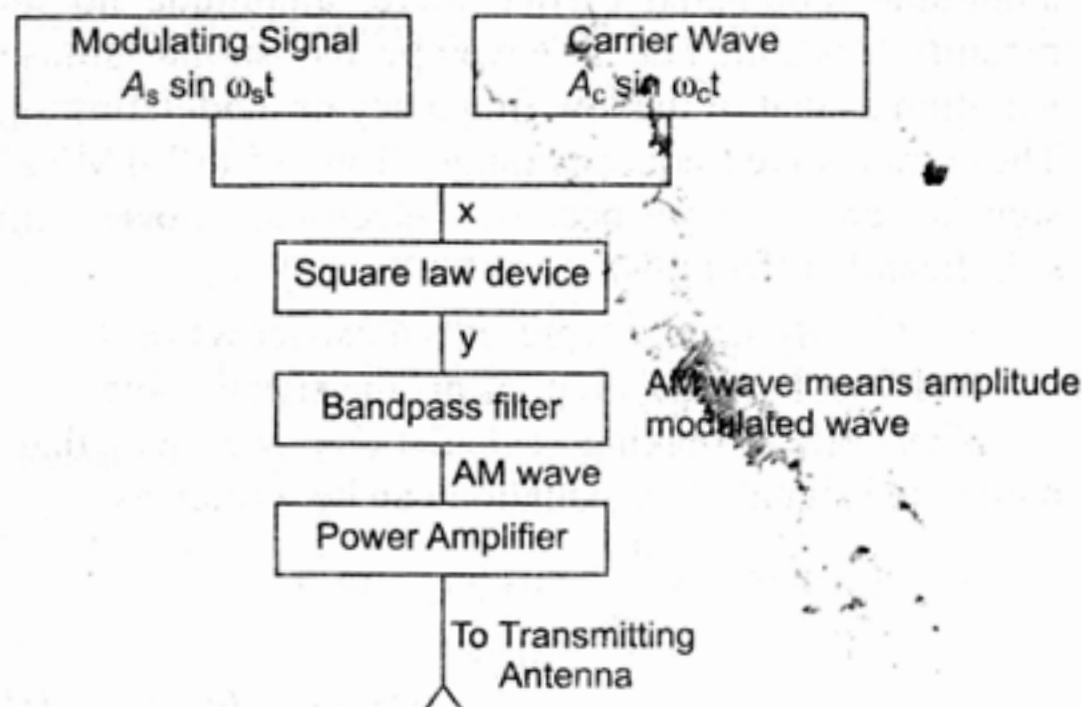 Modulating Signal
A_s sin ω_st
Carrier Wave
A_c sin ω_ct
x
Square law device
y
Bandpass filter
AM wave means amplitude
modulated wave
AM wave
Power Amplifier
To Transmitting
Antenna